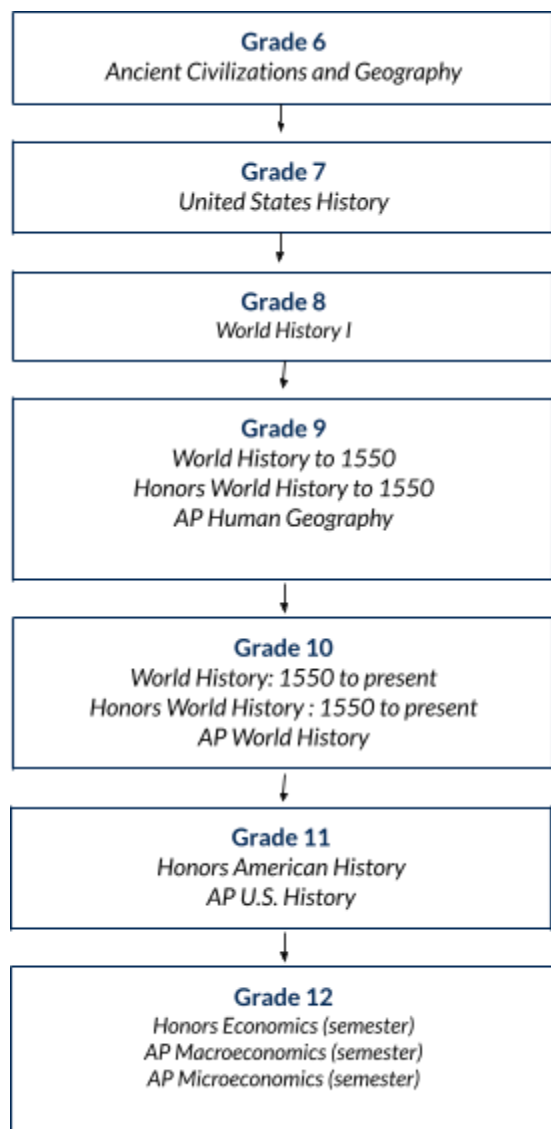 Grade 6
Ancient Civilizations and Geography
Grade 7
United States History
Grade 8
World History I
Grade 9
World History to 1550
Honors World History to 1550
AP Human Geography
Grade 10
World History: 1550 to present
Honors World History : 1550 to present
AP World History
Grade 11
Honors American History
AP U.S. History
Grade 12
Honors Economics (semester)
AP Macroeconomics (semester)
AP Microeconomics (semester)